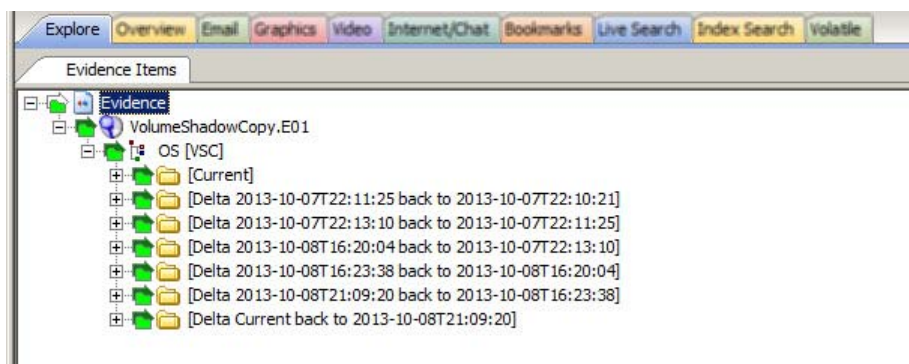 Explore Overview Email Graphics Video Internet/Chat Bookmarks Live Search Index Search Volatile
Evidence Items
Evidence
VolumeShadowCopy.E01
OS [VSC]
[Current]
[Delta 2013-10-07T22:11:25 back to 2013-10-07T22:10:21]
[Delta 2013-10-07T22:13:10 back to 2013-10-07T22:11:25]
[Delta 2013-10-08T16:20:04 back to 2013-10-07T22:13:10]
[Delta 2013-10-08T16:23:38 back to 2013-10-08T16:20:04]
[Delta 2013-10-08T21:09:20 back to 2013-10-08T16:23:38]
[Delta Current back to 2013-10-08T21:09:20]